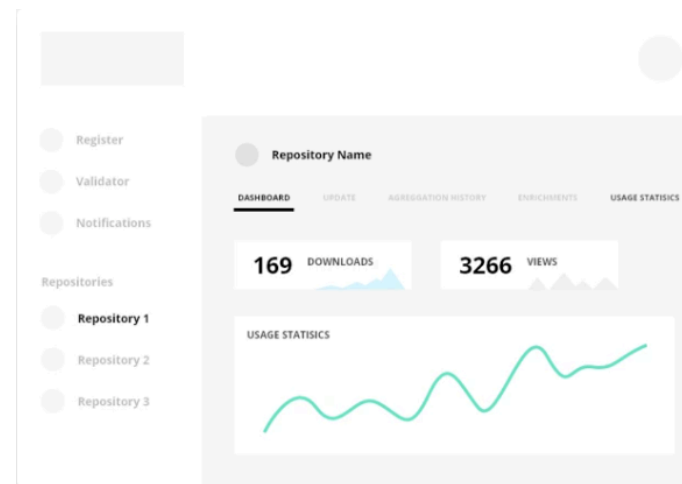 Register
Validator
Notifications
Repositories
Repository 1
Repository 2
Repository 3
Repository Name
DASHBOARD UPDATE AGREGGATION HISTORY ENRICHMENTS USAGE STATISICS
169 DOWNLOADS 3266 VIEWS
USAGE STATISICS